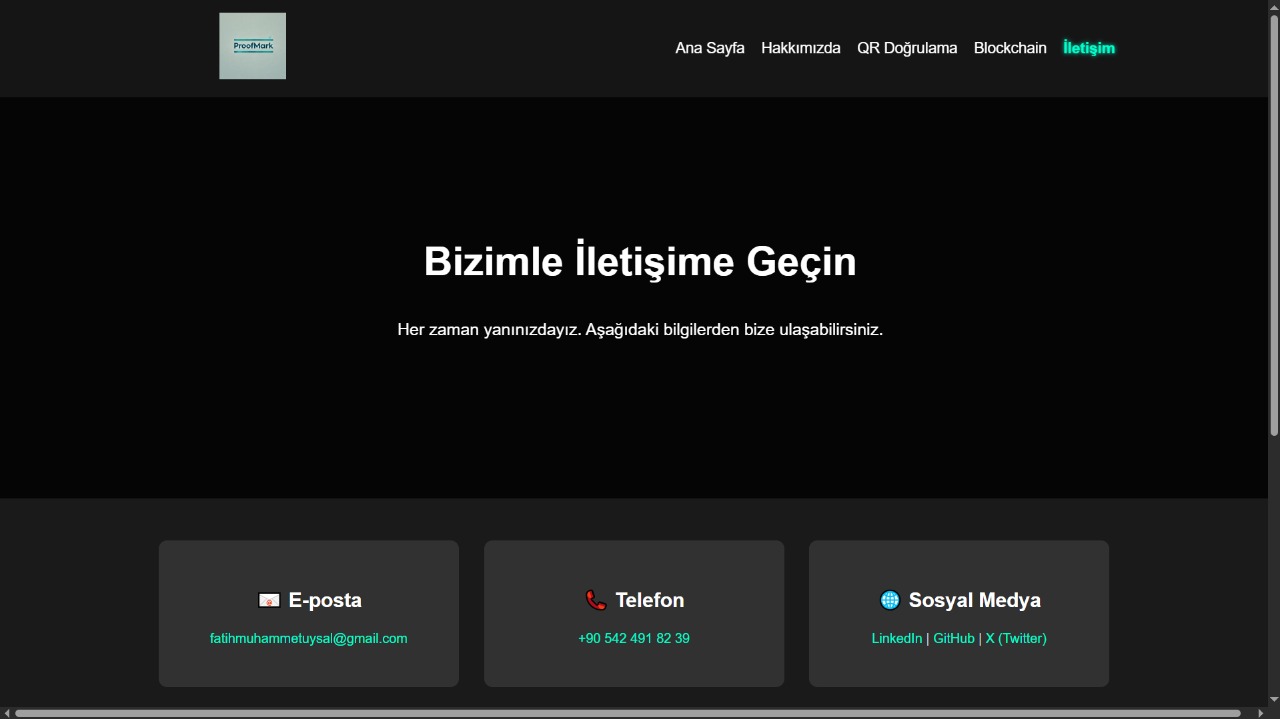 ProofMark
Ana Sayfa Hakkımızda QR Doğrulama Blockchain İletişim
Bizimle İletişime Geçin
Her zaman yanınızdayız. Aşağıdaki bilgilerden bize ulaşabilirsiniz.
E-posta
fatihmuhammetuysal@gmail.com
Telefon
+90 542 491 82 39
Sosyal Medya
LinkedIn | GitHub | X (Twitter)